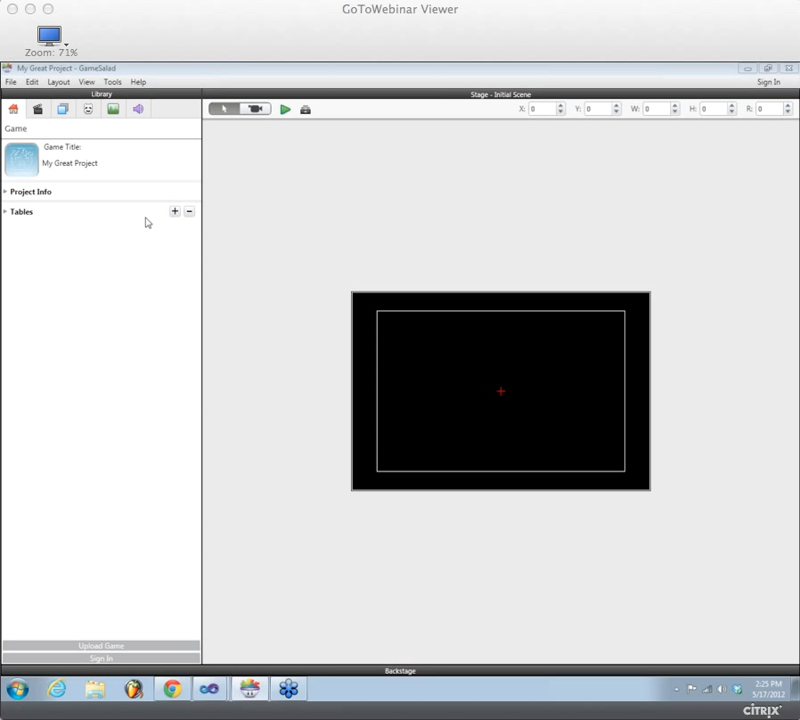 GoToWebinar Viewer
Zoom: 71%
My Great Project - GameSalad
File Edit Layout View Tools Help Sign In
Library Stage - Initial Scene
X: 0 Y: 0 W: 0 H: 0 R: 0
Game
Game Title:
My Great Project
Project Info
Tables
Upload Game
Sign In
Backstage
2:25 PM
5/17/2012
CITRIX